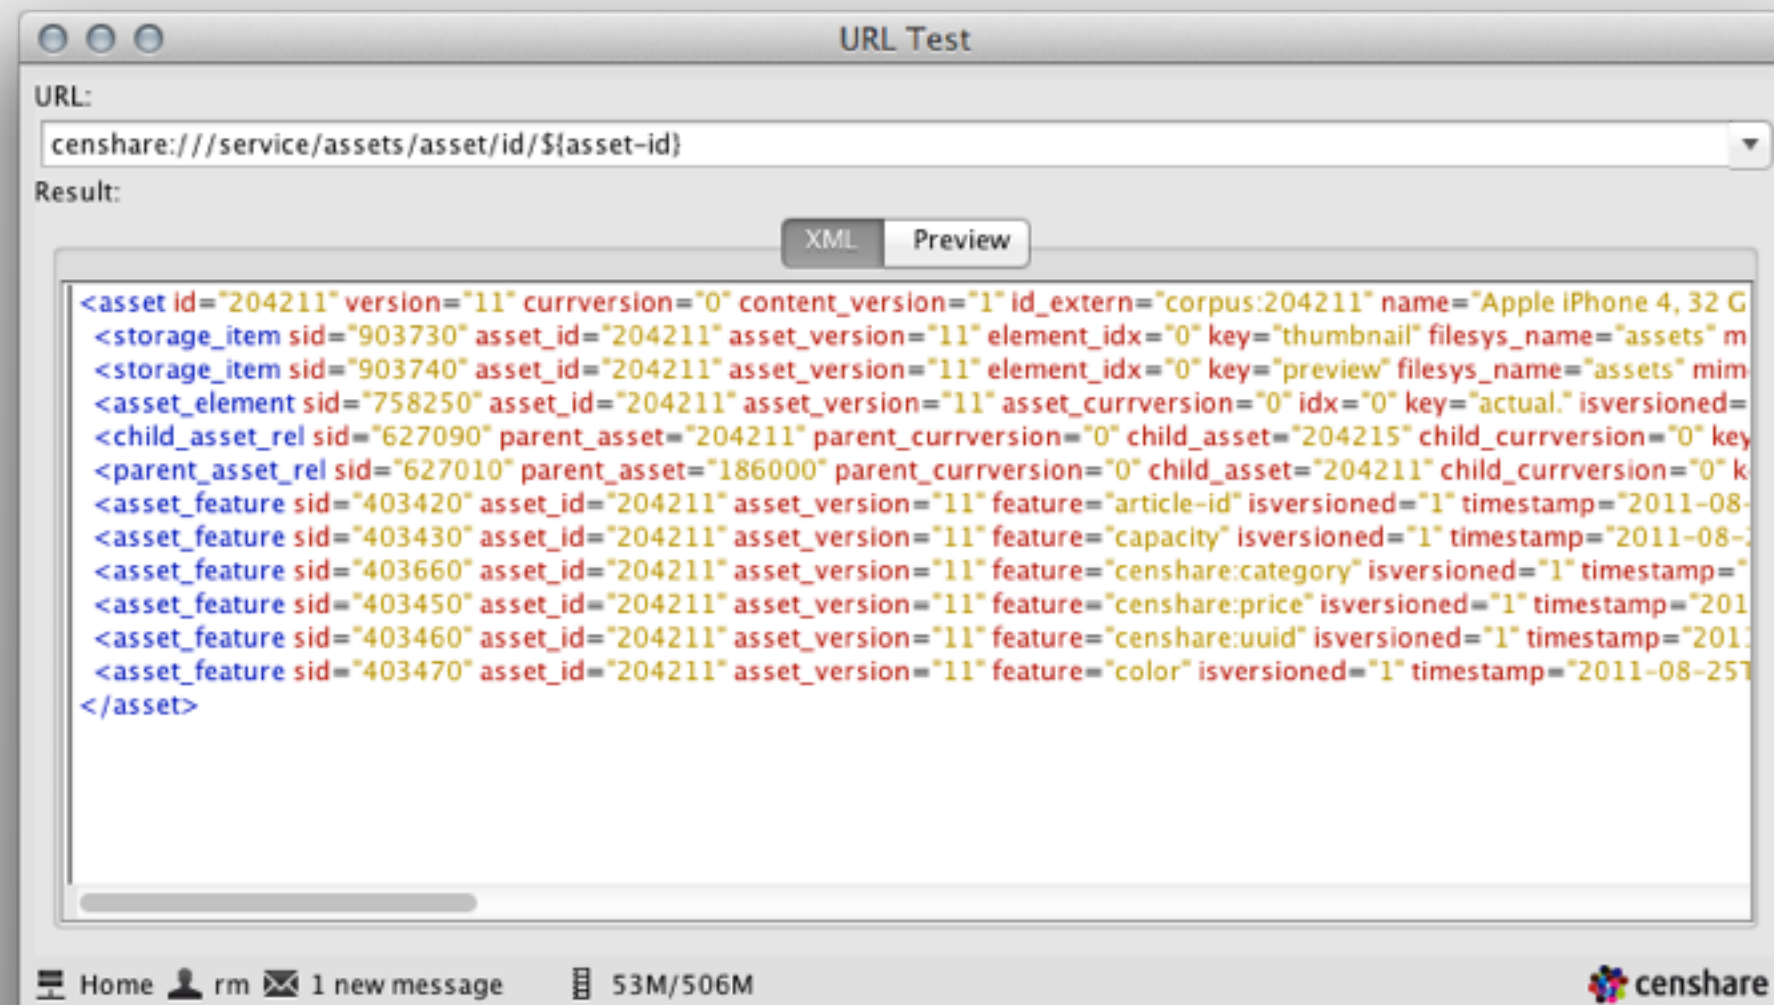 URL Test
URL:
censhare:///service/assets/asset/id/${asset-id}
Result:
XML Preview
<asset id="204211" version="11" currversion="0" content_version="1" id_extern="corpus:204211" name="Apple iPhone 4, 32 G
<storage_item sid="903730" asset_id="204211" asset_version="11" element_idx="0" key="thumbnail" filesys_name="assets" m
<storage_item sid="903740" asset_id="204211" asset_version="11" element_idx="0" key="preview" filesys_name="assets" mim
<asset_element sid="758250" asset_id="204211" asset_version="11" asset_currversion="0" idx="0" key="actual." isversioned=
<child_asset_rel sid="627090" parent_asset="204211" parent_currversion="0" child_asset="204215" child_currversion="0" key
<parent_asset_rel sid="627010" parent_asset="186000" parent_currversion="0" child_asset="204211" child_currversion="0" k
<asset_feature sid="403420" asset_id="204211" asset_version="11" feature="article-id" isversioned="1" timestamp="2011-08-
<asset_feature sid="403430" asset_id="204211" asset_version="11" feature="capacity" isversioned="1" timestamp="2011-08-
<asset_feature sid="403660" asset_id="204211" asset_version="11" feature="censhare:category" isversioned="1" timestamp="
<asset_feature sid="403450" asset_id="204211" asset_version="11" feature="censhare:price" isversioned="1" timestamp="201
<asset_feature sid="403460" asset_id="204211" asset_version="11" feature="censhare:uuid" isversioned="1" timestamp="201
<asset_feature sid="403470" asset_id="204211" asset_version="11" feature="color" isversioned="1" timestamp="2011-08-25T
</asset>
Home rm 1 new message 53M/506M censhare